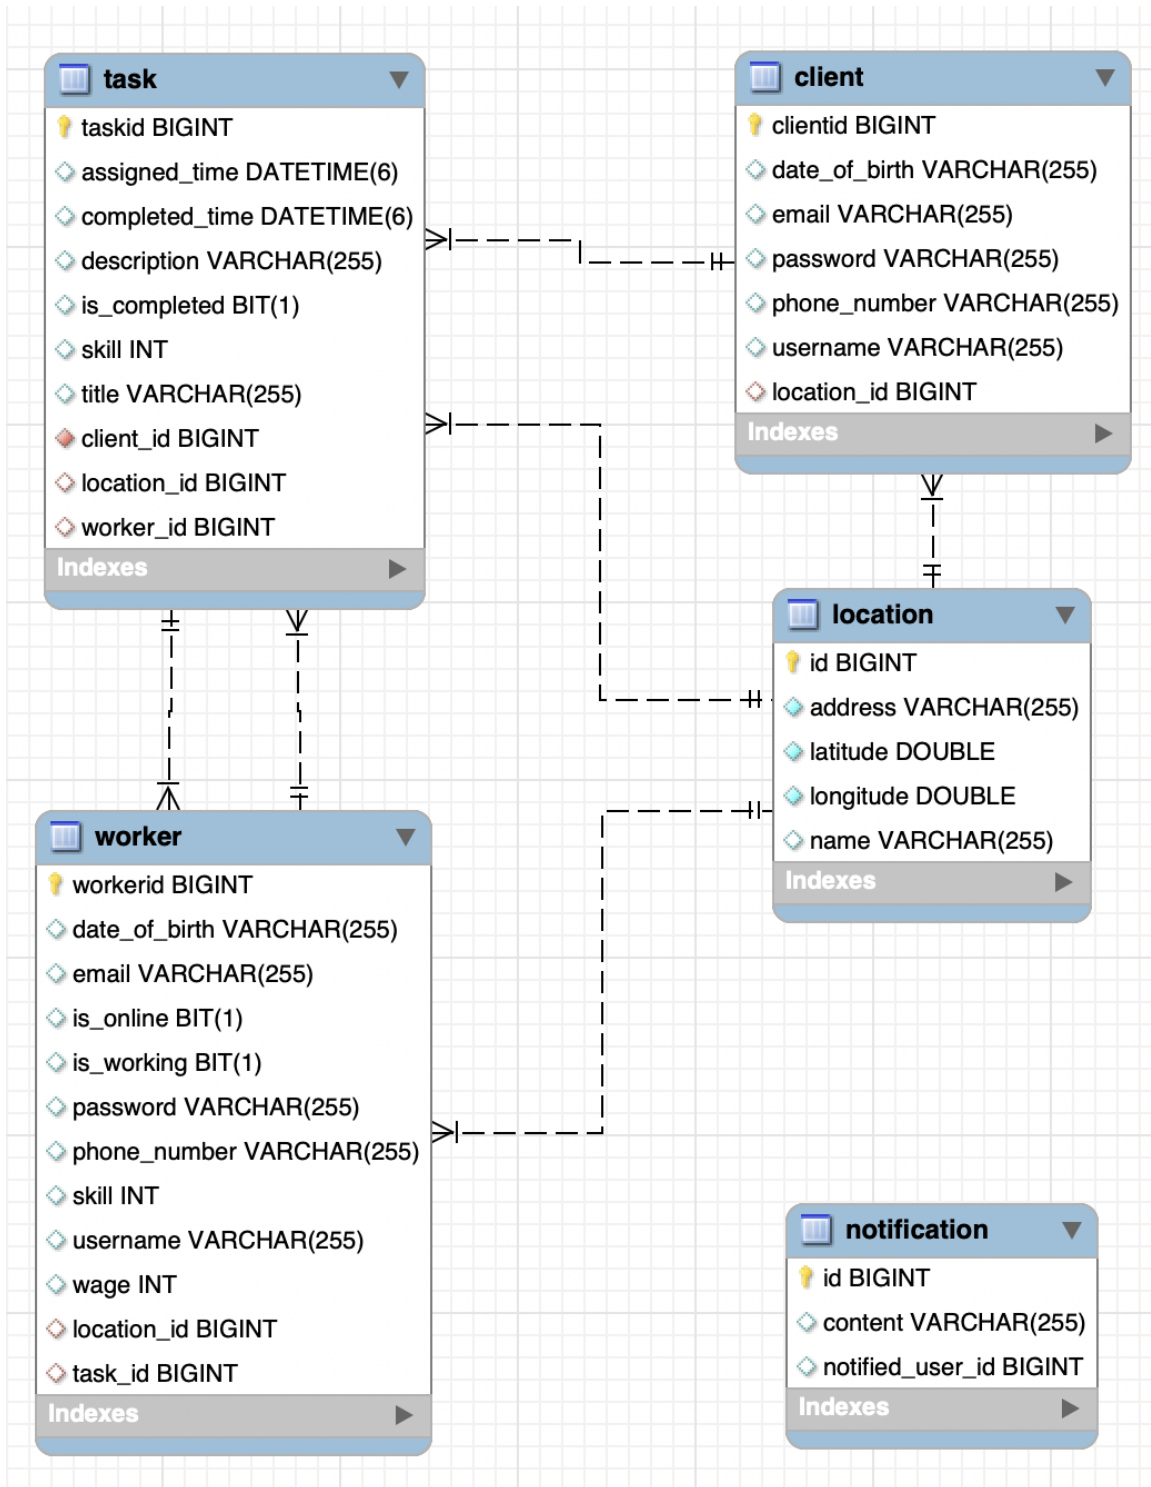 task
taskid BIGINT
assigned_time DATETIME(6)
completed_time DATETIME(6)
description VARCHAR(255)
is_completed BIT(1)
skill INT
title VARCHAR(255)
client_id BIGINT
location_id BIGINT
worker_id BIGINT
Indexes
client
clientid BIGINT
date_of_birth VARCHAR(255)
email VARCHAR(255)
password VARCHAR(255)
phone_number VARCHAR(255)
username VARCHAR(255)
location_id BIGINT
Indexes
location
id BIGINT
address VARCHAR(255)
latitude DOUBLE
longitude DOUBLE
name VARCHAR(255)
Indexes
worker
workerid BIGINT
date_of_birth VARCHAR(255)
email VARCHAR(255)
is_online BIT(1)
is_working BIT(1)
password VARCHAR(255)
phone_number VARCHAR(255)
skill INT
username VARCHAR(255)
wage INT
location_id BIGINT
task_id BIGINT
Indexes
notification
id BIGINT
content VARCHAR(255)
notified_user_id BIGINT
Indexes